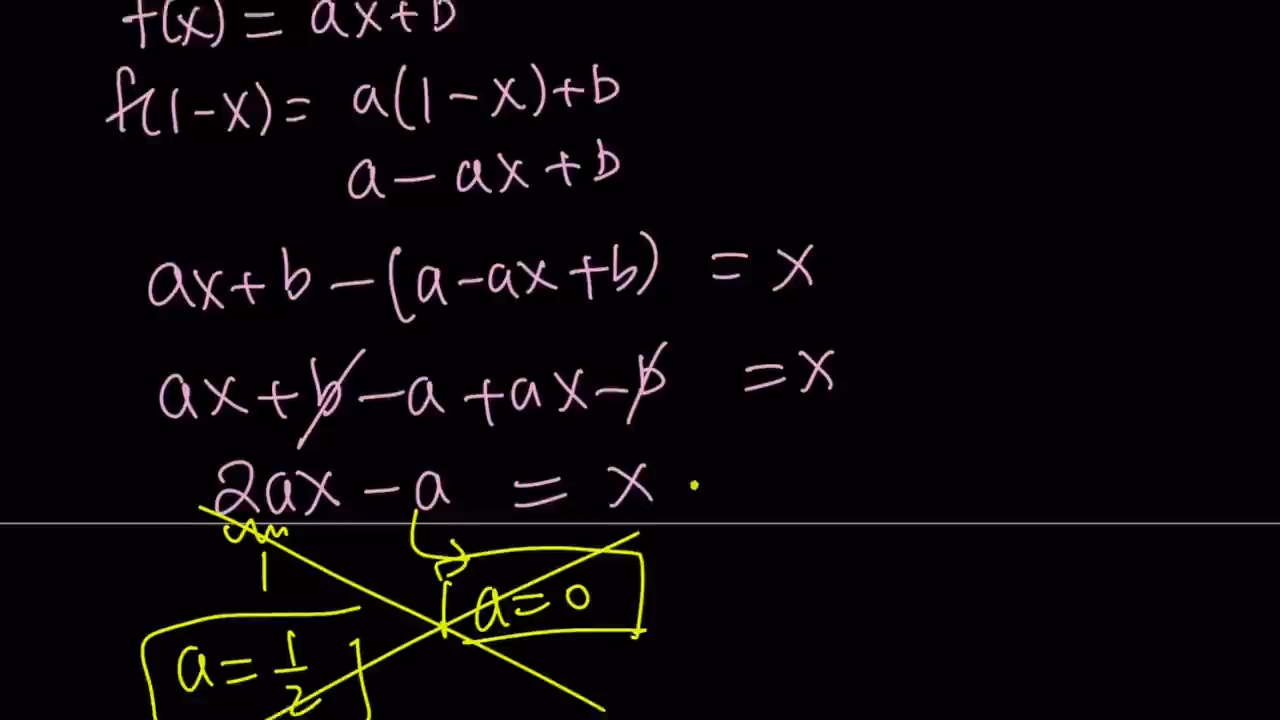 f(x) = ax+b
f(1-x) = a(1-x)+b
a - ax + b
ax+b-(a-ax+b) = x
ax+b-a+ax-b = x
2ax - a = x .
1
a = 0
a = 1/2